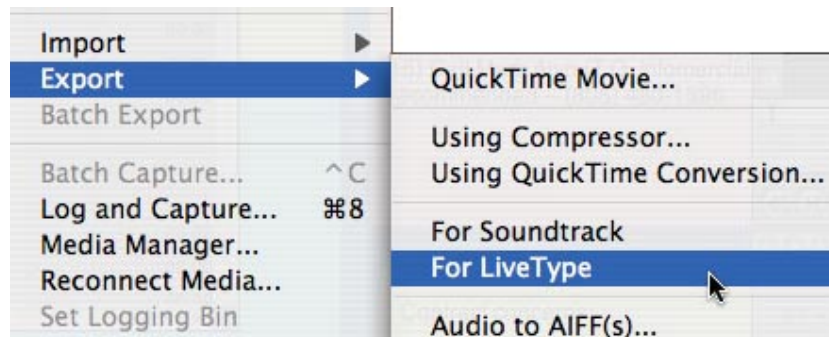 Import
Export
Batch Export
Batch Capture... ^C
Log and Capture... ⌘8
Media Manager...
Reconnect Media...
Set Logging Bin
QuickTime Movie...
Using Compressor...
Using QuickTime Conversion...
For Soundtrack
For LiveType
Audio to AIFF(s)...